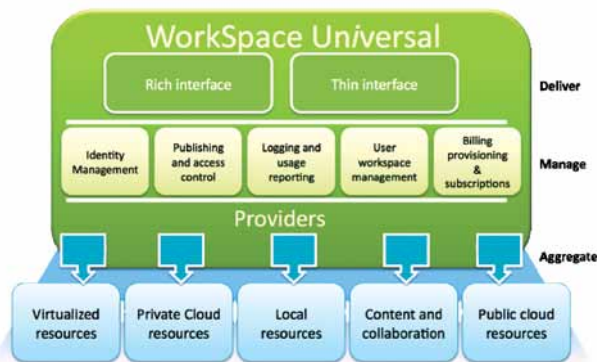 WorkSpace Universal
Rich interface
Thin interface
Deliver
Identity
Management
Publishing
and access
control
Logging and
usage
reporting
User
workspace
management
Billing
provisioning
&
subscriptions
Manage
Providers
Aggregate
Virtualized
resources
Private Cloud
resources
Local
resources
Content and
collaboration
Public cloud
resources